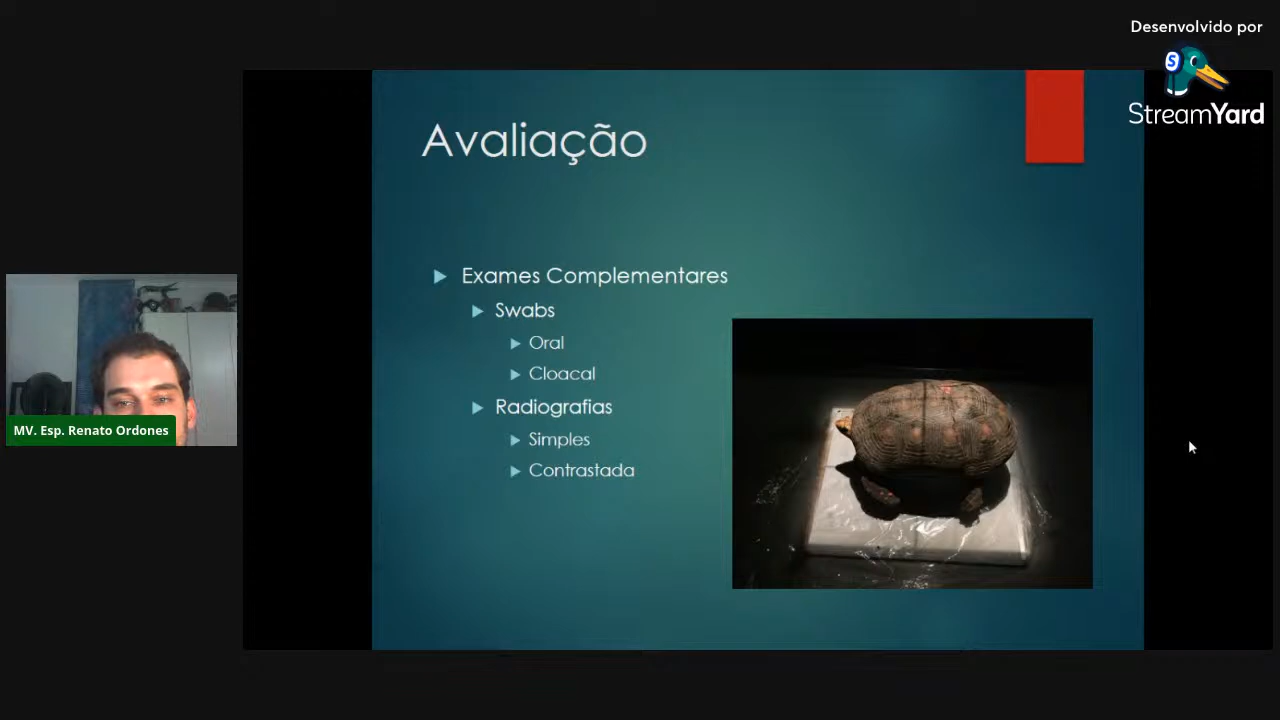 Desenvolvido por
StreamYard
Avaliação
Exames Complementares
Swabs
Oral
Cloacal
Radiografias
Simples
Contrastada
MV. Esp. Renato Ordones